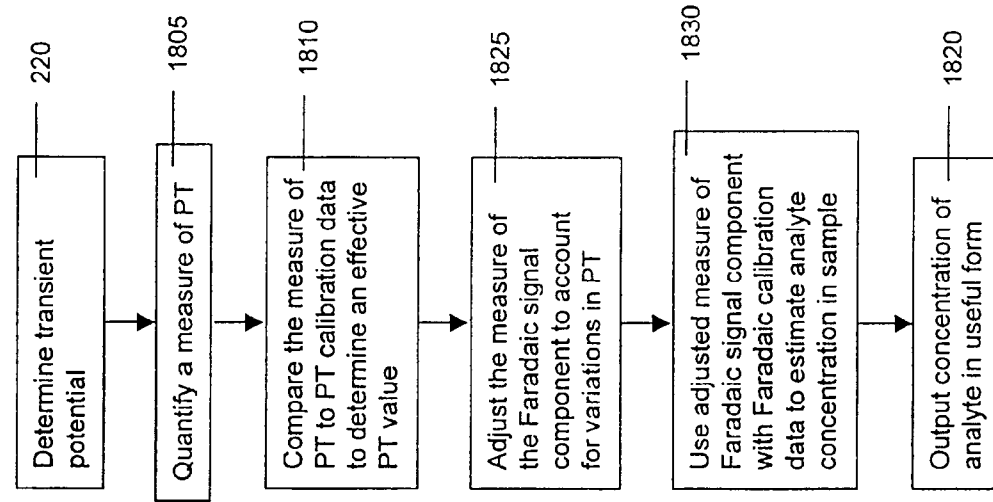 Determine transient
potential
220
Quantify a measure of PT
1805
Compare the measure of
PT to PT calibration data
to determine an effective
PT value
1810
Adjust the measure of
the Faradaic signal
component to account
for variations in PT
1825
Use adjusted measure of
Faradaic signal component
with Faradaic calibration
data to estimate analyte
concentration in sample
1830
Output concentration of
analyte in useful form
1820